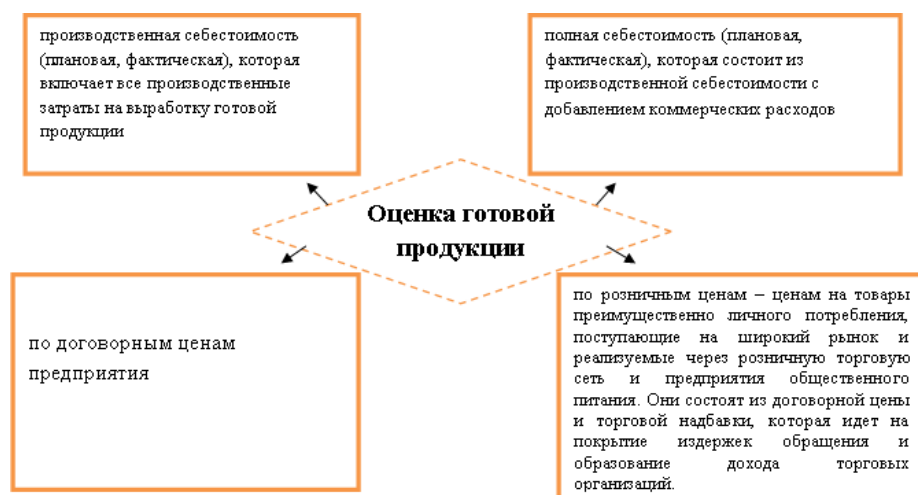 производственная себестоимость
(плановая, фактическая), которая
включает все производственные
затраты на выработку готовой
продукции
полная себестоимость (плановая,
фактическая), которая состоит из
производственной себестоимости с
добавлением коммерческих расходов
Оценка готовой
продукции
по договорным ценам
предприятия
по розничным ценам – ценам на товары
преимущественно личного потребления,
поступающие на широкий рынок и
реализуемые через розничную торговую
сеть и предприятия общественного
питания. Они состоят из договорной цены
и торговой надбавки, которая идет на
покрытие издержек обращения и
образование дохода торговых
организаций.